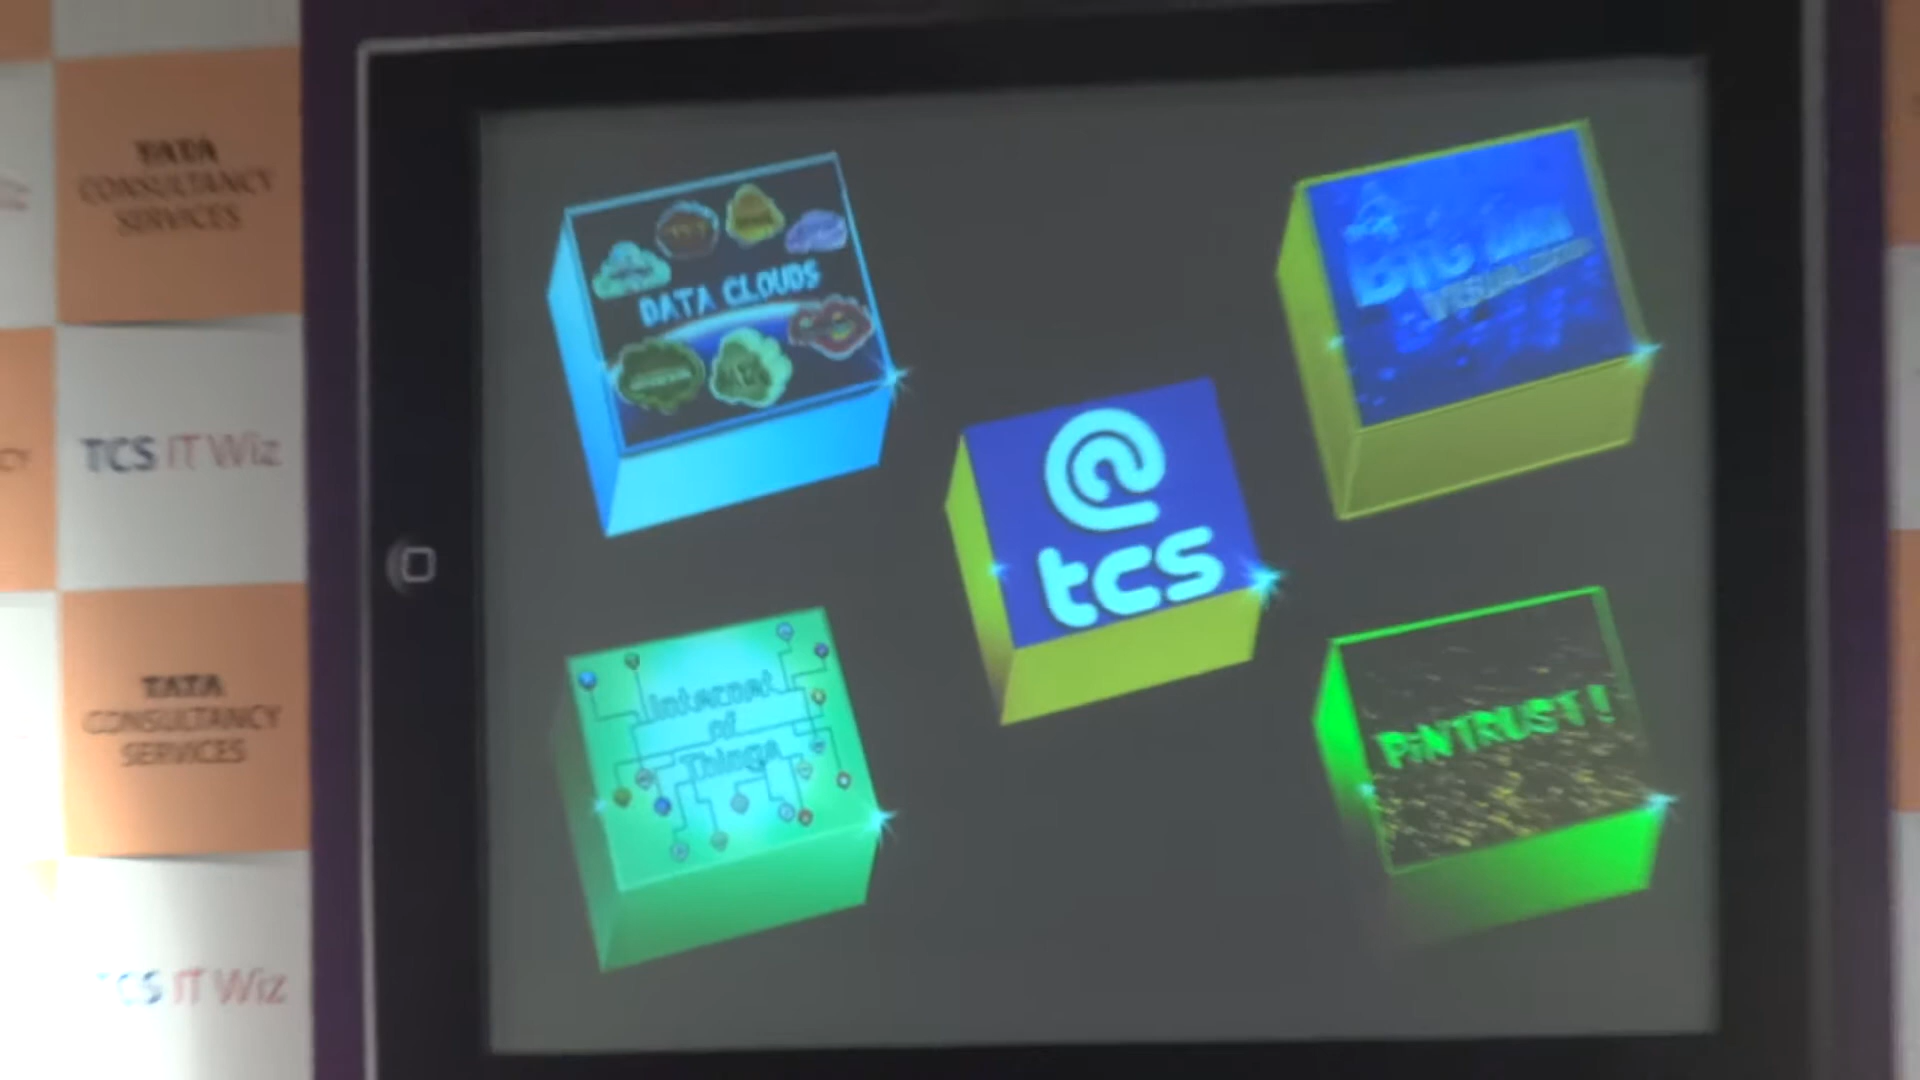 TATA
CONSULTANCY
SERVICES
TCS IT Wiz
TATA
CONSULTANCY
SERVICES
TCS IT Wiz
CY
DATA CLOUDS
BIG DATA
@
tcs
Internet
of
Things
PiNTRUST!